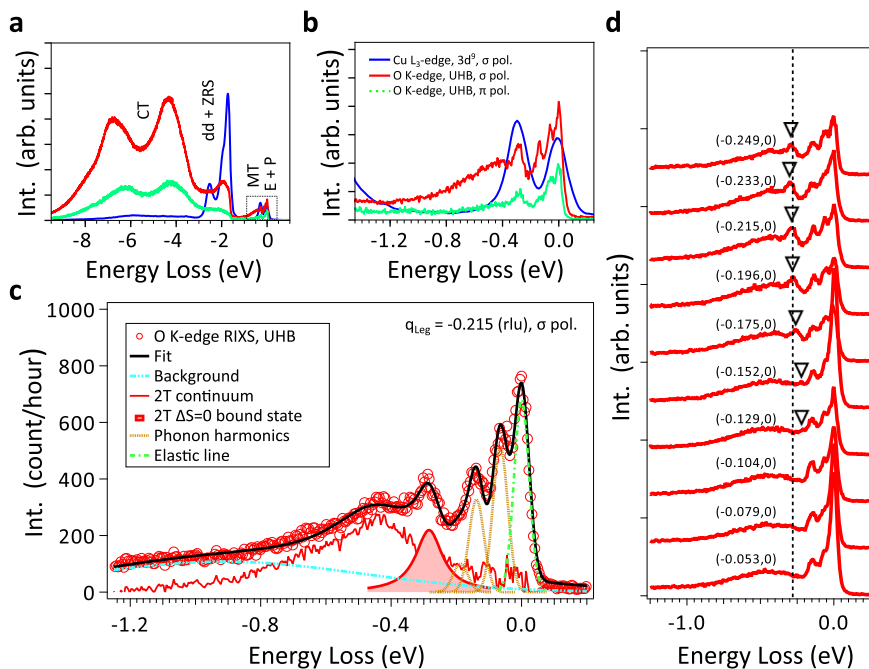 a
Int. (arb. units)
CT
dd + ZRS
MT
E + P
-8 -6 -4 -2 0
Energy Loss (eV)
b
Int. (arb. units)
Cu L₃-edge, 3d⁹, σ pol.
O K-edge, UHB, σ pol.
O K-edge, UHB, π pol.
-1.2 -0.8 -0.4 0.0
Energy Loss (eV)
c
Int. (count/hour)
1000
800
600
400
200
0
q_Leg = -0.215 (rlu), σ pol.
O K-edge RIXS, UHB
Fit
Background
2T continuum
2T ΔS=0 bound state
Phonon harmonics
Elastic line
-1.2 -0.8 -0.4 0.0
Energy Loss (eV)
d
Int. (arb. units)
(-0.249,0)
(-0.233,0)
(-0.215,0)
(-0.196,0)
(-0.175,0)
(-0.152,0)
(-0.129,0)
(-0.104,0)
(-0.079,0)
(-0.053,0)
-1.0 0.0
Energy Loss (eV)